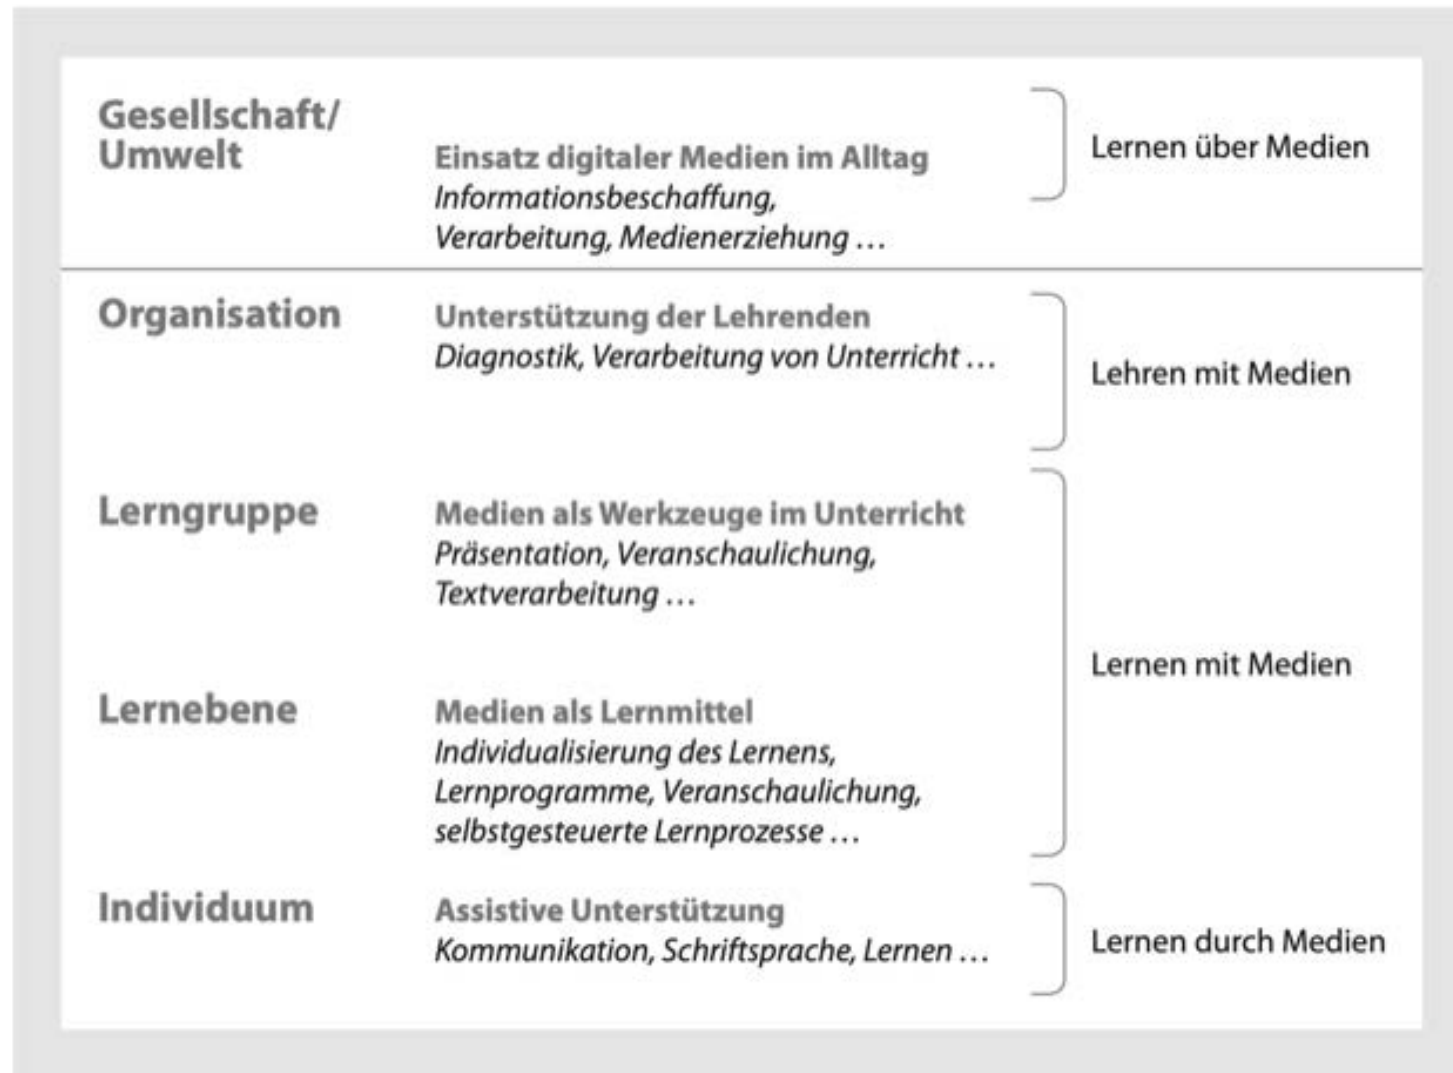 Gesellschaft/
Umwelt
Einsatz digitaler Medien im Alltag
Informationsbeschaffung,
Verarbeitung, Medienerziehung …
Lernen über Medien
Organisation
Unterstützung der Lehrenden
Diagnostik, Verarbeitung von Unterricht …
Lehren mit Medien
Lerngruppe
Medien als Werkzeuge im Unterricht
Präsentation, Veranschaulichung,
Textverarbeitung …
Lernen mit Medien
Lernebene
Medien als Lernmittel
Individualisierung des Lernens,
Lernprogramme, Veranschaulichung,
selbstgesteuerte Lernprozesse …
Individuum
Assistive Unterstützung
Kommunikation, Schriftsprache, Lernen …
Lernen durch Medien